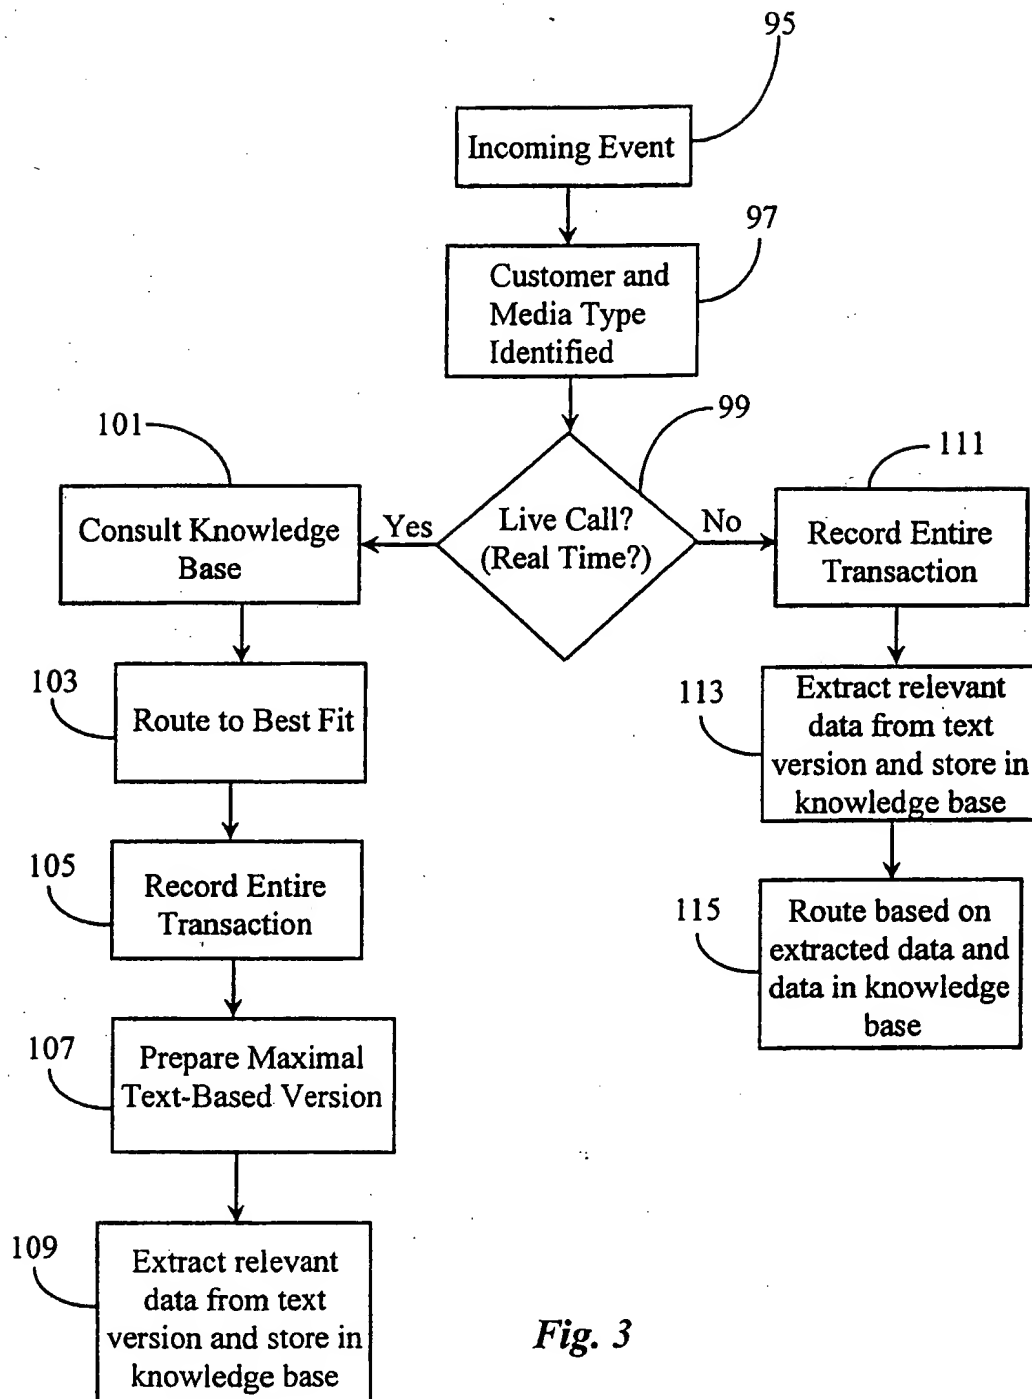 95
Incoming Event
97
Customer and
Media Type
Identified
99
Live Call?
(Real Time?)
Yes
No
101
Consult Knowledge
Base
103
Route to Best Fit
105
Record Entire
Transaction
107
Prepare Maximal
Text-Based Version
109
Extract relevant
data from text
version and store in
knowledge base
111
Record Entire
Transaction
113
Extract relevant
data from text
version and store in
knowledge base
115
Route based on
extracted data and
data in knowledge
base
Fig. 3